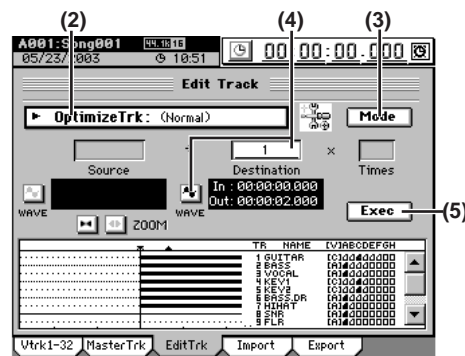 (2) (4) (3)
A001:Song001 44.1K 16 00:00:00.000
05/23/2003 10:51
Edit Track
OptimizeTrk: (Normal) Mode
1 ×
Source Destination Times
In : 00:00:00.000
Out: 00:00:02.000
WAVE ZOOM WAVE Exec (5)
TR NAME [V]ABCDEFGH
1 GUITAR
2 BASS
3 VOCAL
4 KEY1
5 KEY2
6 BASS.DR
7 HIHAT
8 SNR
9 FLR
Vtrk1-32 MasterTrk EditTrk Import Export